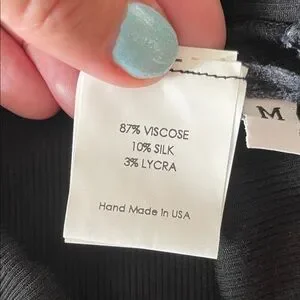 87% VISCOSE
10% SILK
3% LYCRA
Hand Made In USA
M